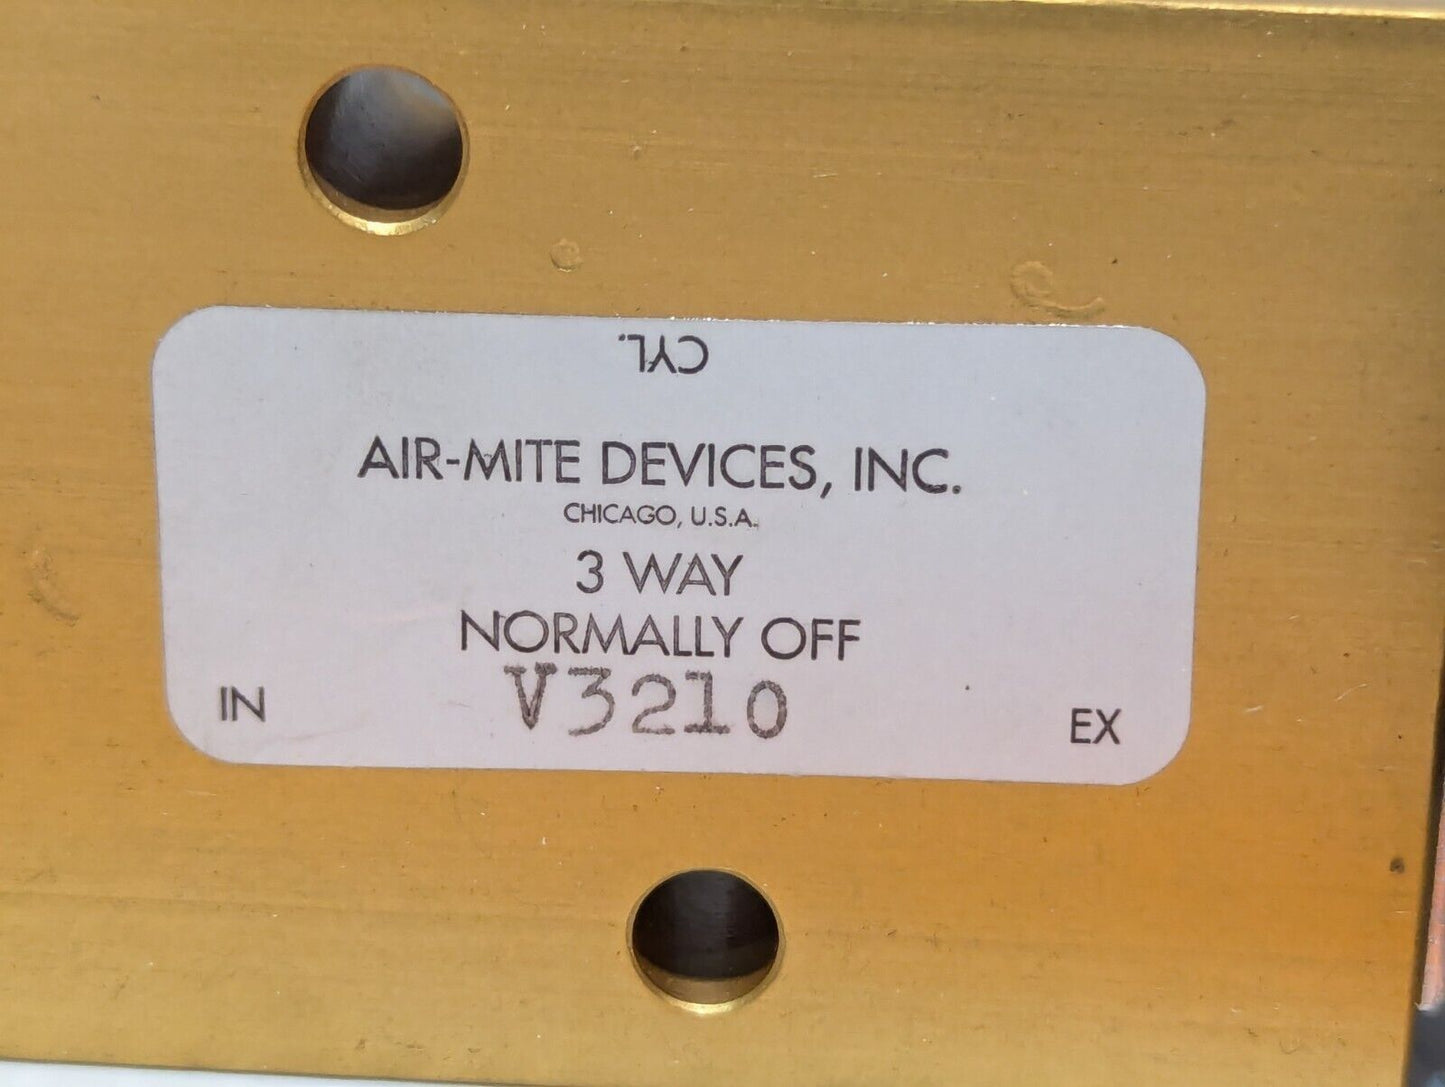 CYL.
AIR-MITE DEVICES, INC.
CHICAGO, U.S.A.
3 WAY
NORMALLY OFF
V3210
IN
EX